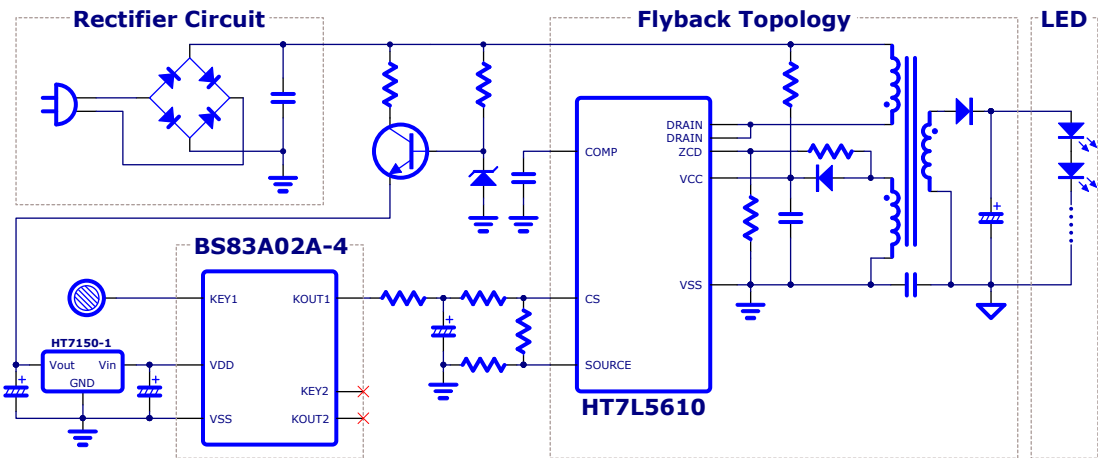 Rectifier Circuit
Flyback Topology
LED
DRAIN
DRAIN
COMP
ZCD
VCC
BS83A02A-4
KEY1
KOUT1
VSS
CS
HT7150-1
Vout
Vin
VDD
SOURCE
GND
KEY2
HT7L5610
VSS
KOUT2
+
+
+
+